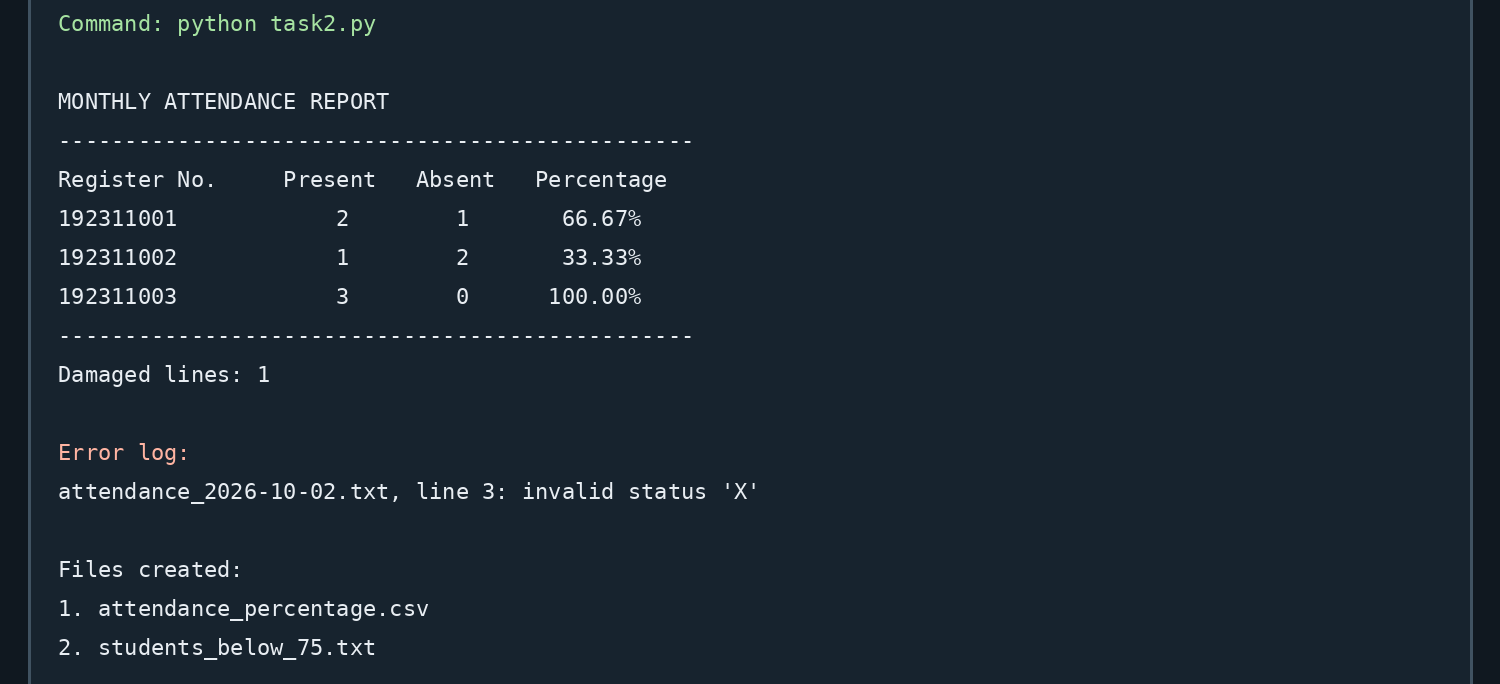 Command: python task2.py
MONTHLY ATTENDANCE REPORT
------------------------------------------------
Register No.     Present   Absent   Percentage
192311001            2        1       66.67%
192311002            1        2       33.33%
192311003            3        0      100.00%
------------------------------------------------
Damaged lines: 1
Error log:
attendance_2026-10-02.txt, line 3: invalid status 'X'
Files created:
1. attendance_percentage.csv
2. students_below_75.txt